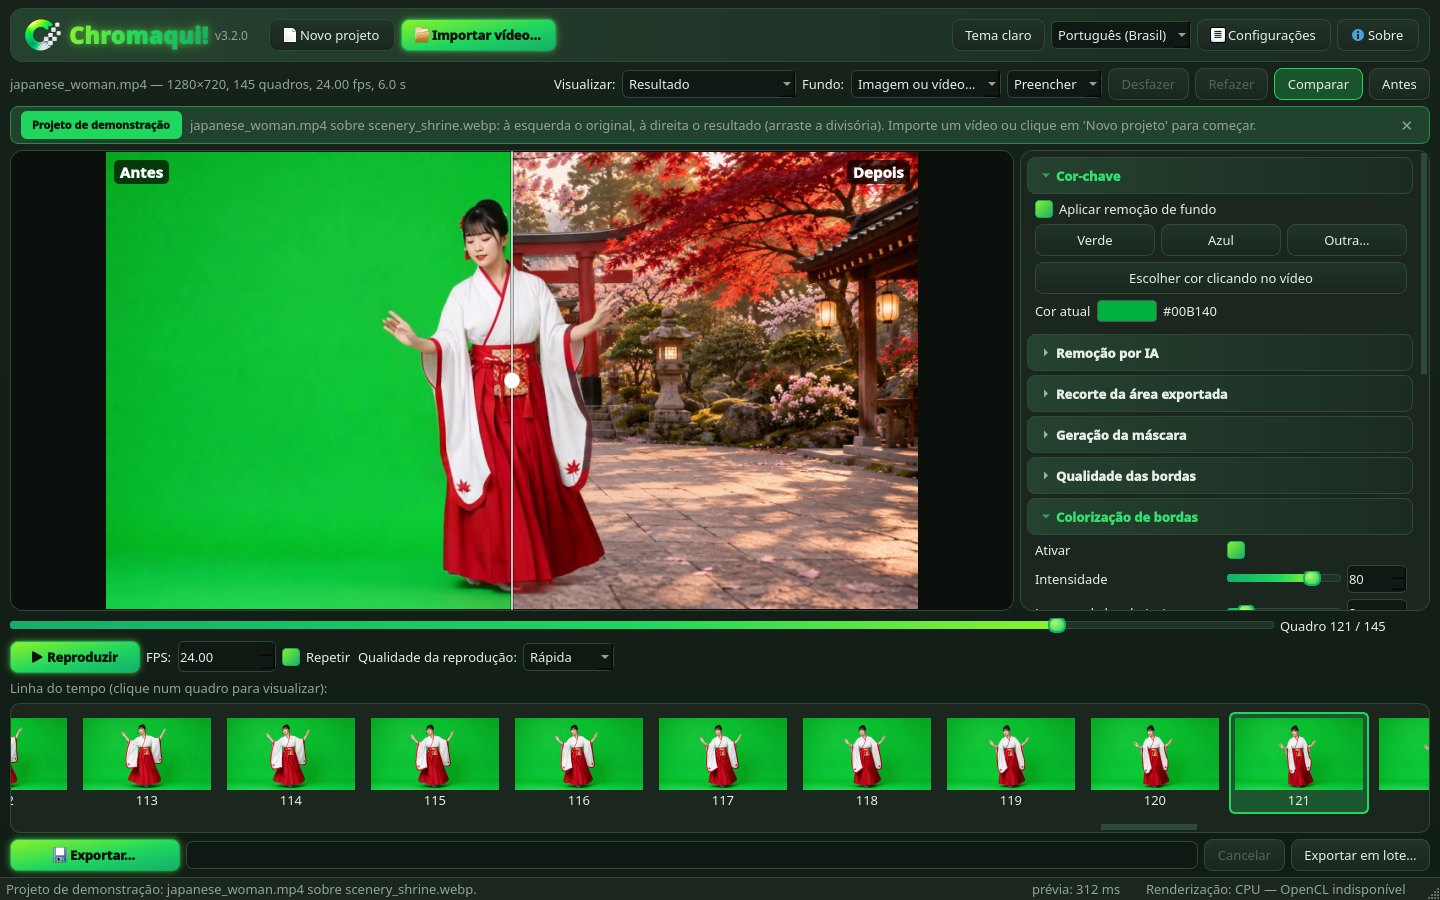 Chromaqui! v3.2.0 Novo projeto Importar vídeo... Tema claro Português (Brasil) Configurações Sobre
japanese_woman.mp4 — 1280×720, 145 quadros, 24.00 fps, 6.0 s Visualizar: Resultado Fundo: Imagem ou vídeo... Preencher Desfazer Refazer Comparar Antes
Projeto de demonstração japanese_woman.mp4 sobre scenery_shrine.webp: à esquerda o original, à direita o resultado (arraste a divisória). Importe um vídeo ou clique em 'Novo projeto' para começar.
Antes Depois
Cor-chave
Aplicar remoção de fundo
Verde Azul Outra...
Escolher cor clicando no vídeo
Cor atual #00B140
Remoção por IA
Recorte da área exportada
Geração da máscara
Qualidade das bordas
Colorização de bordas
Ativar
Intensidade 80
Quadro 121 / 145
Reproduzir FPS: 24.00 Repetir Qualidade da reprodução: Rápida
Linha do tempo (clique num quadro para visualizar):
113 114 115 116 117 118 119 120 121
Exportar... Cancelar Exportar em lote...
Projeto de demonstração: japanese_woman.mp4 sobre scenery_shrine.webp. prévia: 312 ms Renderização: CPU — OpenCL indisponível